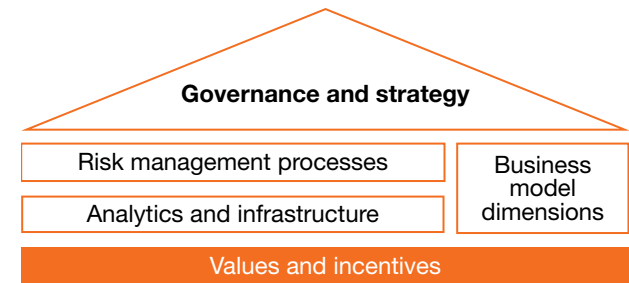 Governance and strategy
Risk management processes
Analytics and infrastructure
Business
model
dimensions
Values and incentives